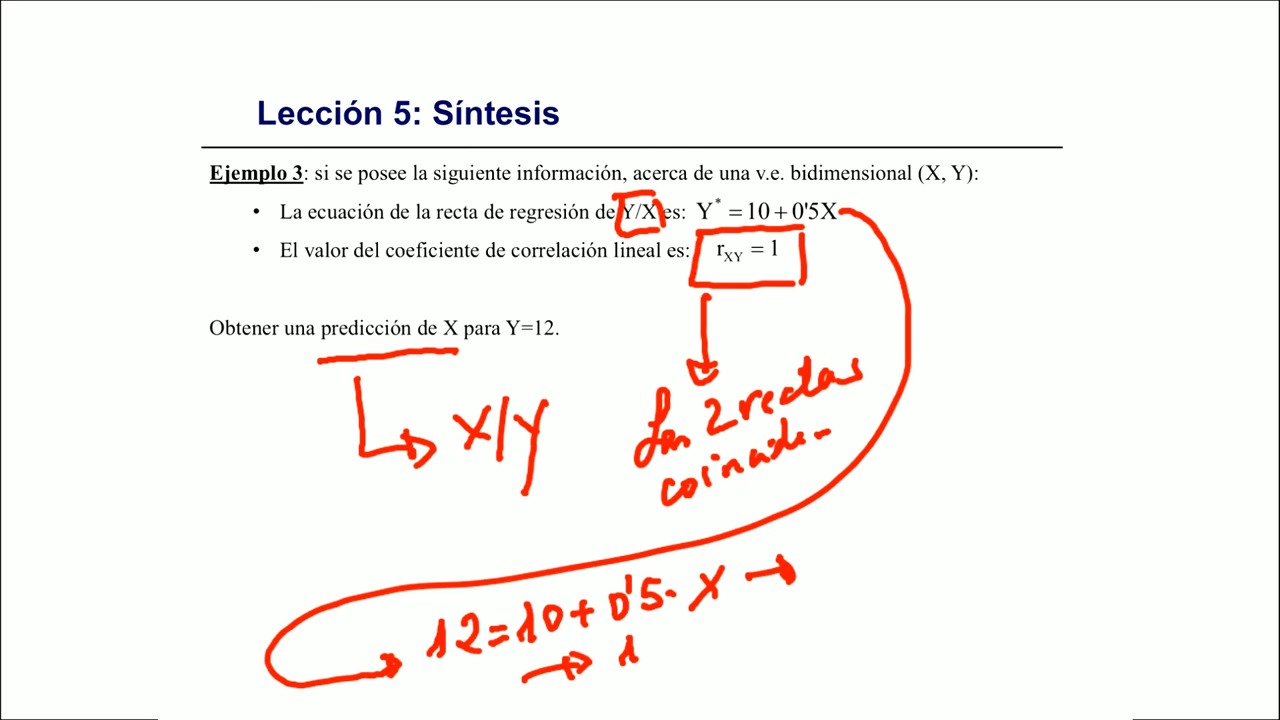 Lección 5: Síntesis
Ejemplo 3: si se posee la siguiente información, acerca de una v.e. bidimensional (X, Y):
• La ecuación de la recta de regresión de Y/X es: Y* = 10 + 0'5X
• El valor del coeficiente de correlación lineal es: rXY = 1
Obtener una predicción de X para Y=12.
X/Y
Las 2 rectas
coinciden
12 = 10 + 0'5 · X →
→ 1